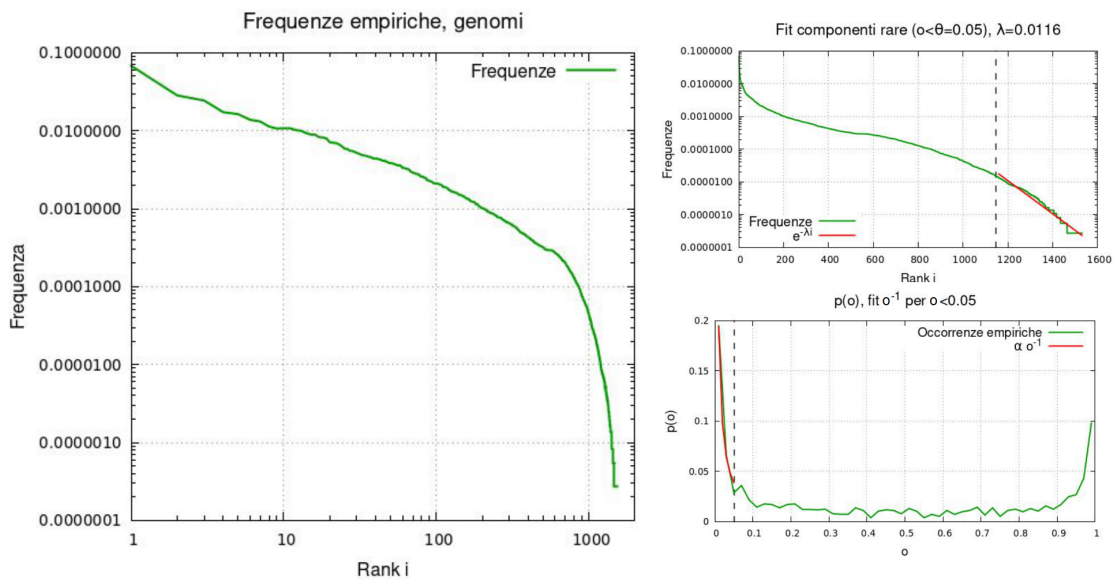 Frequenze empiriche, genomi
Frequenze
Frequenza
0.1000000
0.0100000
0.0010000
0.0001000
0.0000100
0.0000010
0.0000001
1 10 100 1000
Rank i
Fit componenti rare (o<θ=0.05), λ=0.0116
Frequenze
0.1000000
0.0100000
0.0010000
0.0001000
0.0000100
0.0000010
0.0000001
Frequenze
e^-λi
0 200 400 600 800 1000 1200 1400 1600
Rank i
p(o), fit o^-1 per o<0.05
p(o)
0.2
0.15
0.1
0.05
0
Occorrenze empiriche
α o^-1
0 0.1 0.2 0.3 0.4 0.5 0.6 0.7 0.8 0.9 1
o